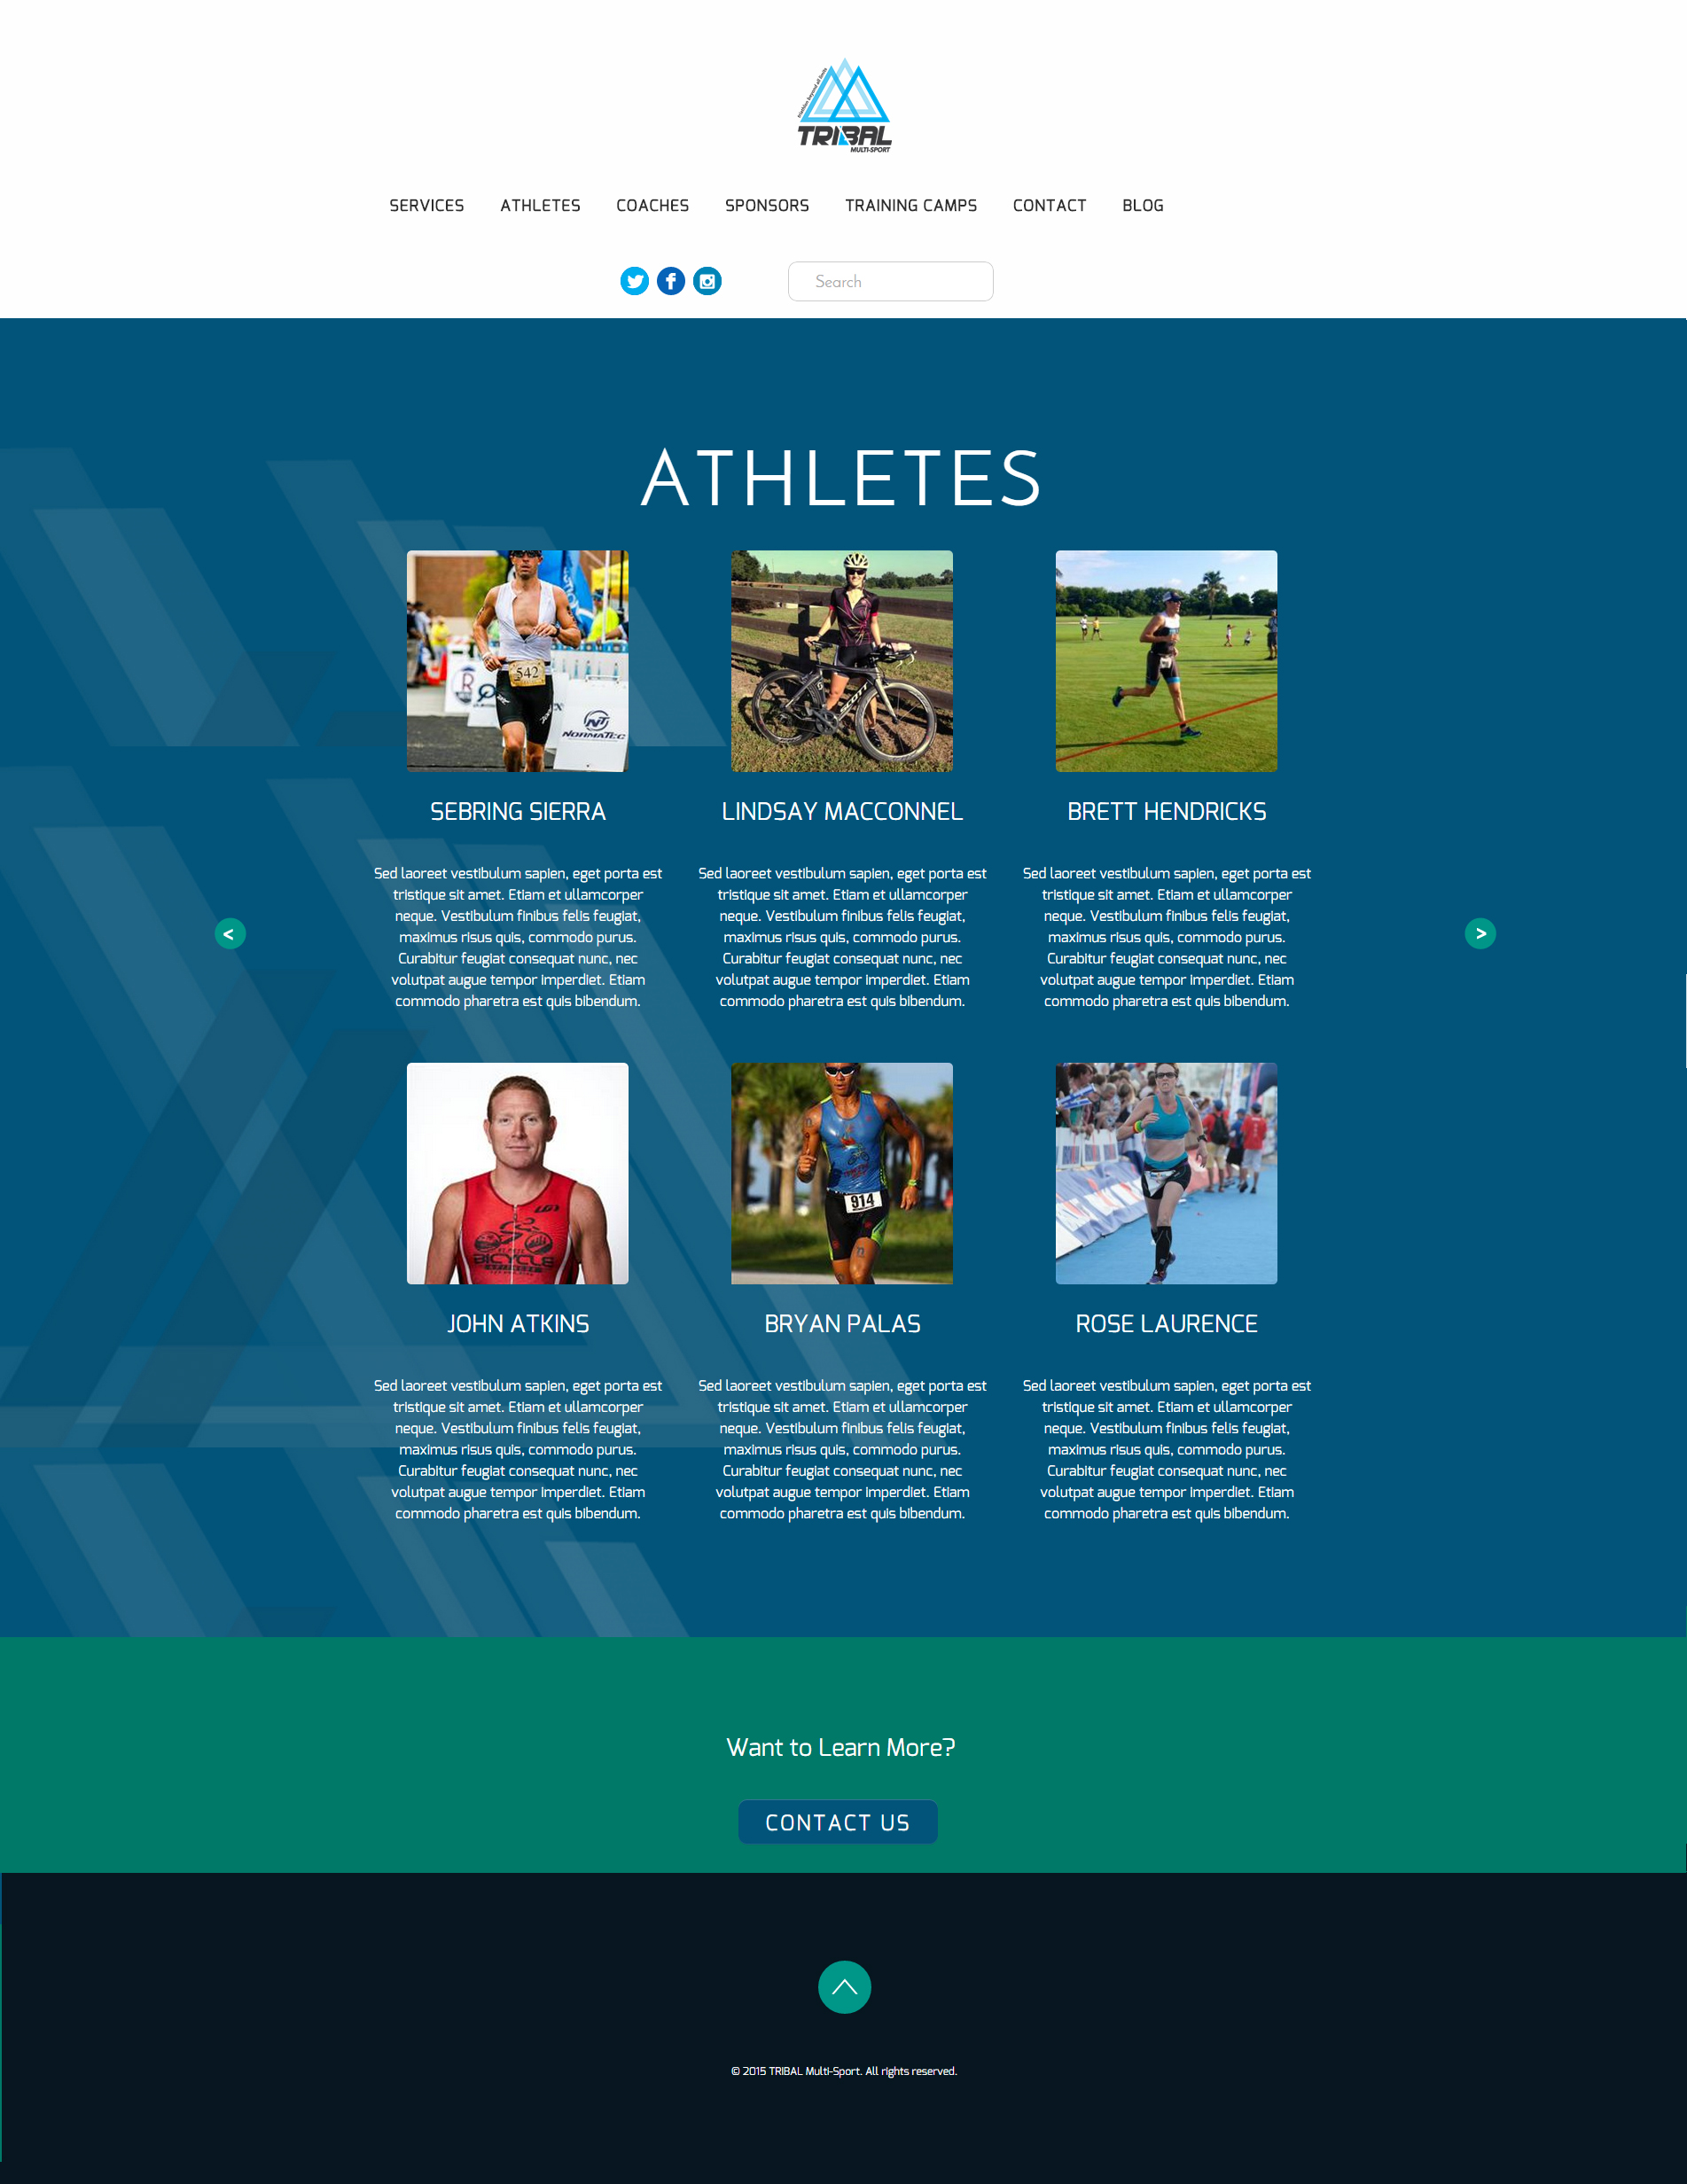 triathlon beyond all limits
TRIBAL
MULTI-SPORT
SERVICES ATHLETES COACHES SPONSORS TRAINING CAMPS CONTACT BLOG
Search
ATHLETES
542
NT
NORMATEC
SCOTT
SEBRING SIERRA
LINDSAY MACCONNEL
BRETT HENDRICKS
Sed laoreet vestibulum sapien, eget porta est
tristique sit amet. Etiam et ullamcorper
neque. Vestibulum finibus felis feugiat,
maximus risus quis, commodo purus.
Curabitur feugiat consequat nunc, nec
volutpat augue tempor imperdiet. Etiam
commodo pharetra est quis bibendum.
Sed laoreet vestibulum sapien, eget porta est
tristique sit amet. Etiam et ullamcorper
neque. Vestibulum finibus felis feugiat,
maximus risus quis, commodo purus.
Curabitur feugiat consequat nunc, nec
volutpat augue tempor imperdiet. Etiam
commodo pharetra est quis bibendum.
Sed laoreet vestibulum sapien, eget porta est
tristique sit amet. Etiam et ullamcorper
neque. Vestibulum finibus felis feugiat,
maximus risus quis, commodo purus.
Curabitur feugiat consequat nunc, nec
volutpat augue tempor imperdiet. Etiam
commodo pharetra est quis bibendum.
< >
BICYCLE
914
JOHN ATKINS
BRYAN PALAS
ROSE LAURENCE
Sed laoreet vestibulum sapien, eget porta est
tristique sit amet. Etiam et ullamcorper
neque. Vestibulum finibus felis feugiat,
maximus risus quis, commodo purus.
Curabitur feugiat consequat nunc, nec
volutpat augue tempor imperdiet. Etiam
commodo pharetra est quis bibendum.
Sed laoreet vestibulum sapien, eget porta est
tristique sit amet. Etiam et ullamcorper
neque. Vestibulum finibus felis feugiat,
maximus risus quis, commodo purus.
Curabitur feugiat consequat nunc, nec
volutpat augue tempor imperdiet. Etiam
commodo pharetra est quis bibendum.
Sed laoreet vestibulum sapien, eget porta est
tristique sit amet. Etiam et ullamcorper
neque. Vestibulum finibus felis feugiat,
maximus risus quis, commodo purus.
Curabitur feugiat consequat nunc, nec
volutpat augue tempor imperdiet. Etiam
commodo pharetra est quis bibendum.
Want to Learn More?
CONTACT US
© 2015 TRIBAL Multi-Sport. All rights reserved.